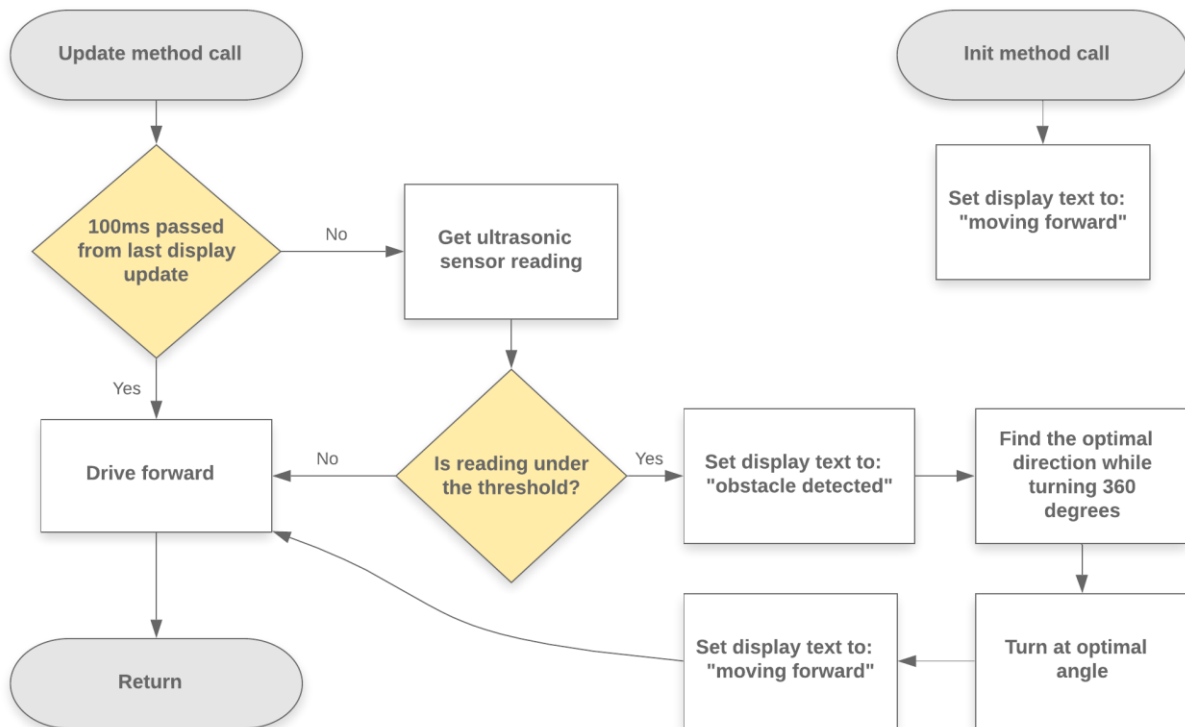 Update method call
Init method call
100ms passed
from last display
update
No
Get ultrasonic
sensor reading
Set display text to:
"moving forward"
Yes
Drive forward
No
Is reading under
the threshold?
Yes
Set display text to:
"obstacle detected"
Find the optimal
direction while
turning 360
degrees
Return
Set display text to:
"moving forward"
Turn at optimal
angle